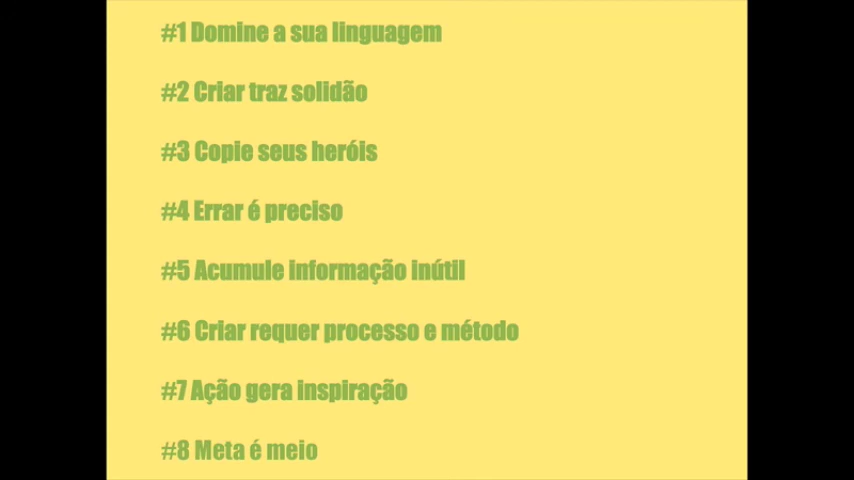 #1 Domine a sua linguagem
#2 Criar traz solidão
#3 Copie seus heróis
#4 Errar é preciso
#5 Acumule informação inútil
#6 Criar requer processo e método
#7 Ação gera inspiração
#8 Meta é meio